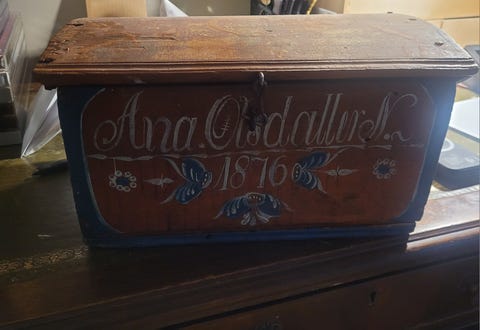 Ana. Olsdatter N.
1876